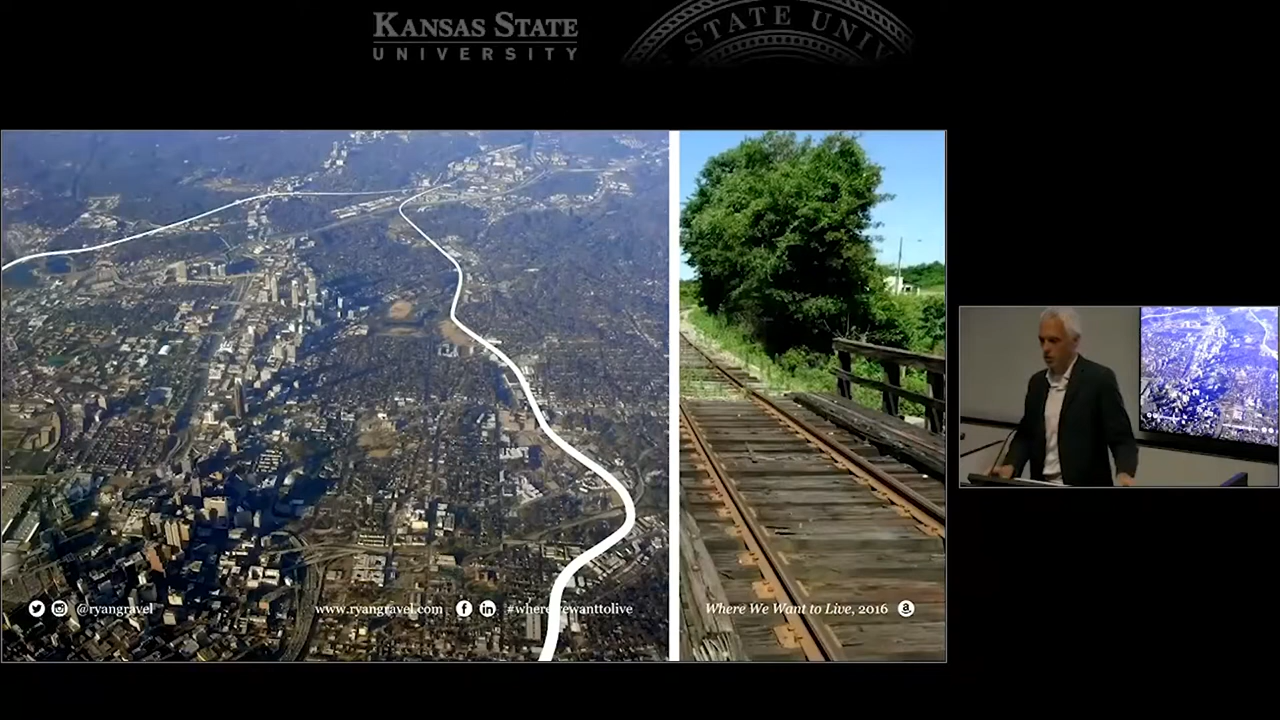 KANSAS STATE
UNIVERSITY
STATE UNIV
@ryangravel
www.ryangravel.com
#wherewewanttolive
Where We Want to Live, 2016